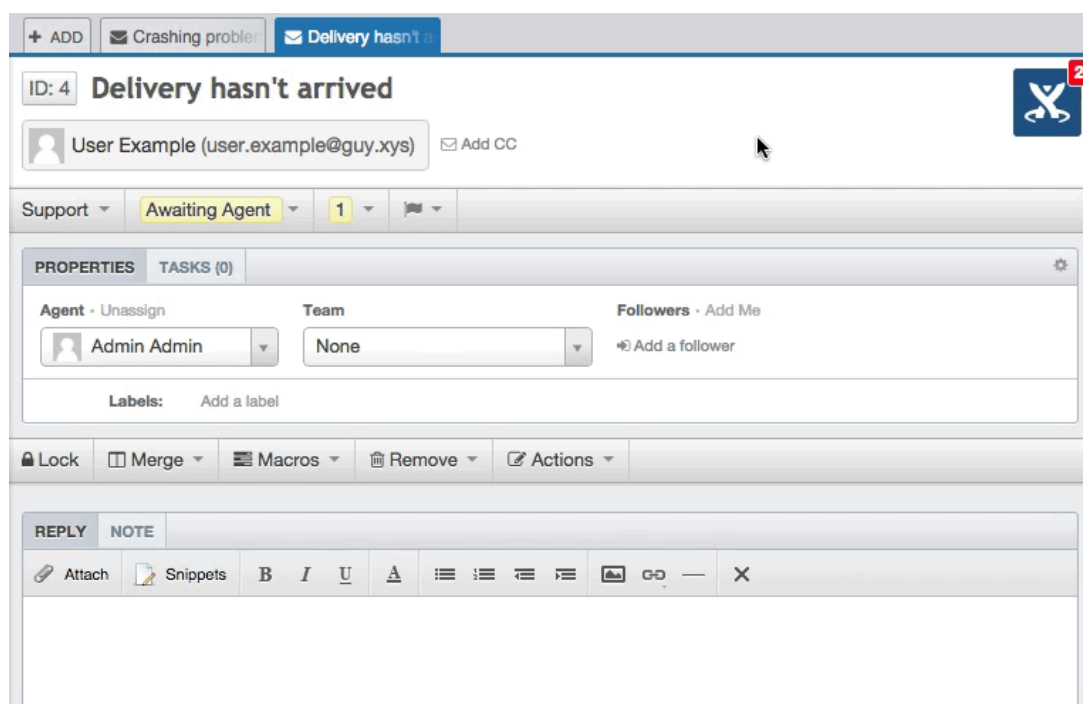 + ADD Crashing problem Delivery hasn't a
ID: 4 Delivery hasn't arrived
2
User Example (user.example@guy.xys) Add CC
Support Awaiting Agent 1
PROPERTIES TASKS (0)
Agent · Unassign Team Followers · Add Me
Admin Admin None Add a follower
Labels: Add a label
Lock Merge Macros Remove Actions
REPLY NOTE
Attach Snippets B I U A